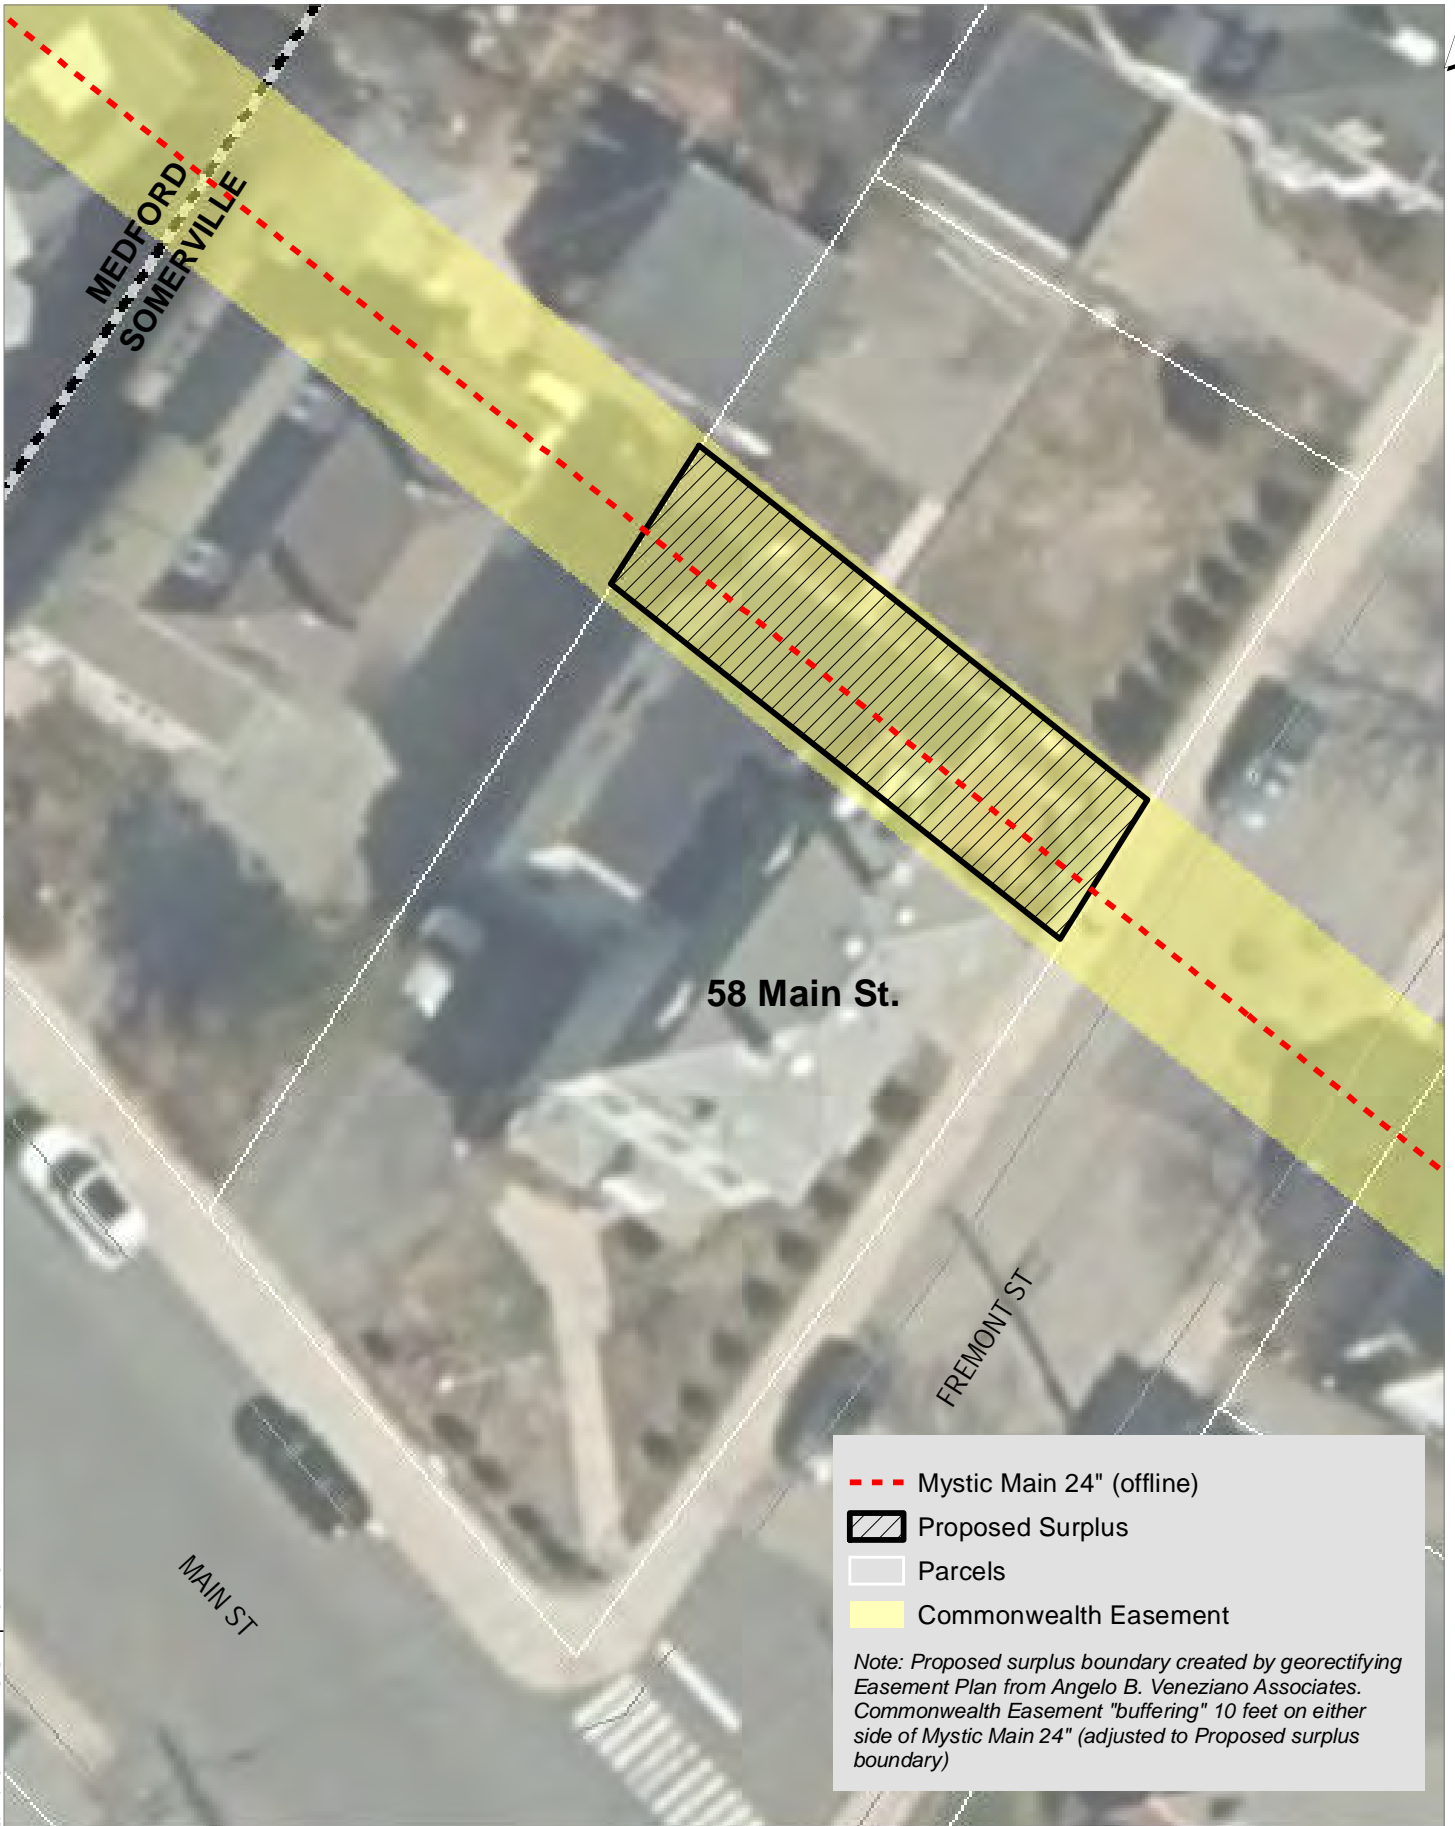 MEDFORD
SOMERVILLE
58 Main St.
FREMONT ST
MAIN ST
Mystic Main 24" (offline)
Proposed Surplus
Parcels
Commonwealth Easement
Note: Proposed surplus boundary created by georectifying
Easement Plan from Angelo B. Veneziano Associates.
Commonwealth Easement "buffering" 10 feet on either
side of Mystic Main 24" (adjusted to Proposed surplus
boundary)